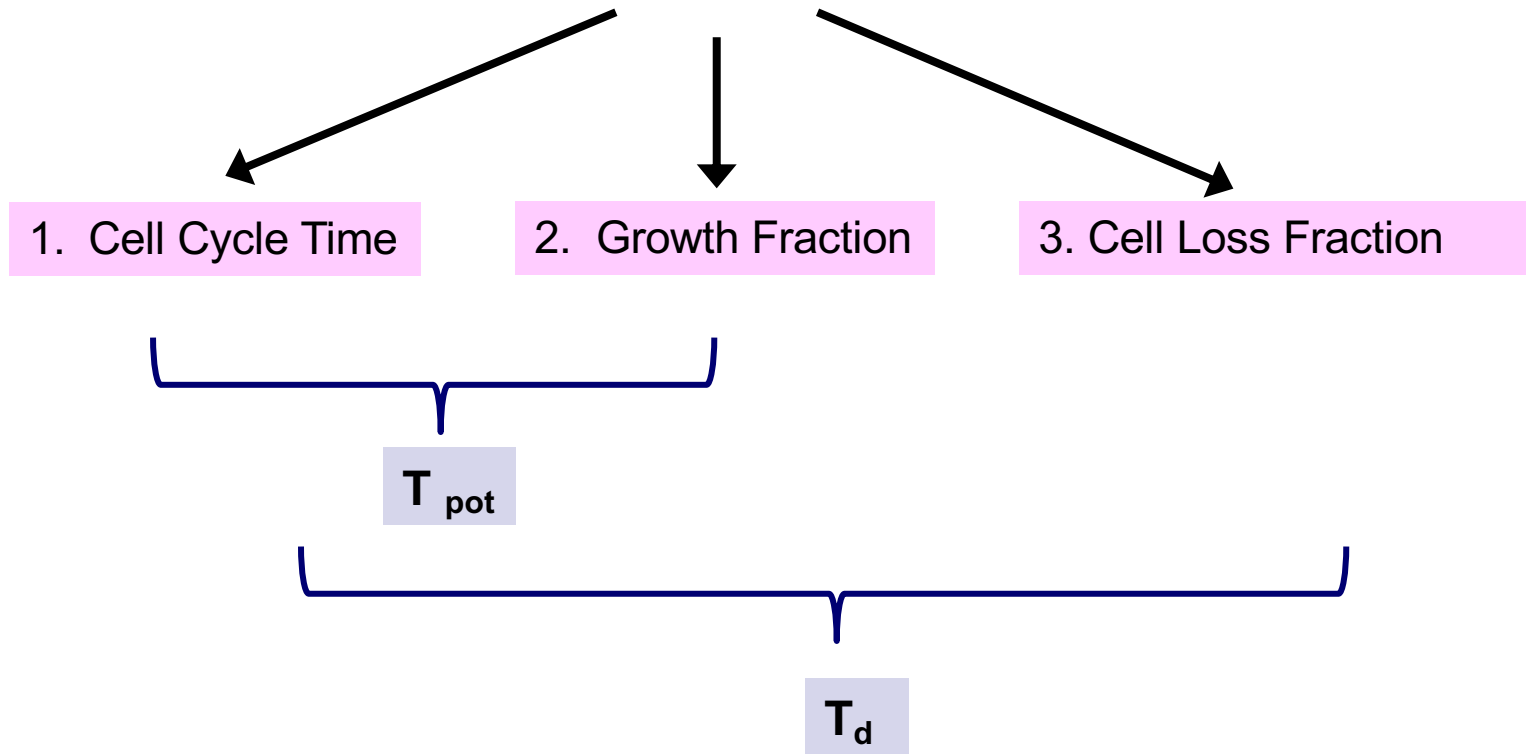 1. Cell Cycle Time
2. Growth Fraction
3. Cell Loss Fraction
T pot
Td